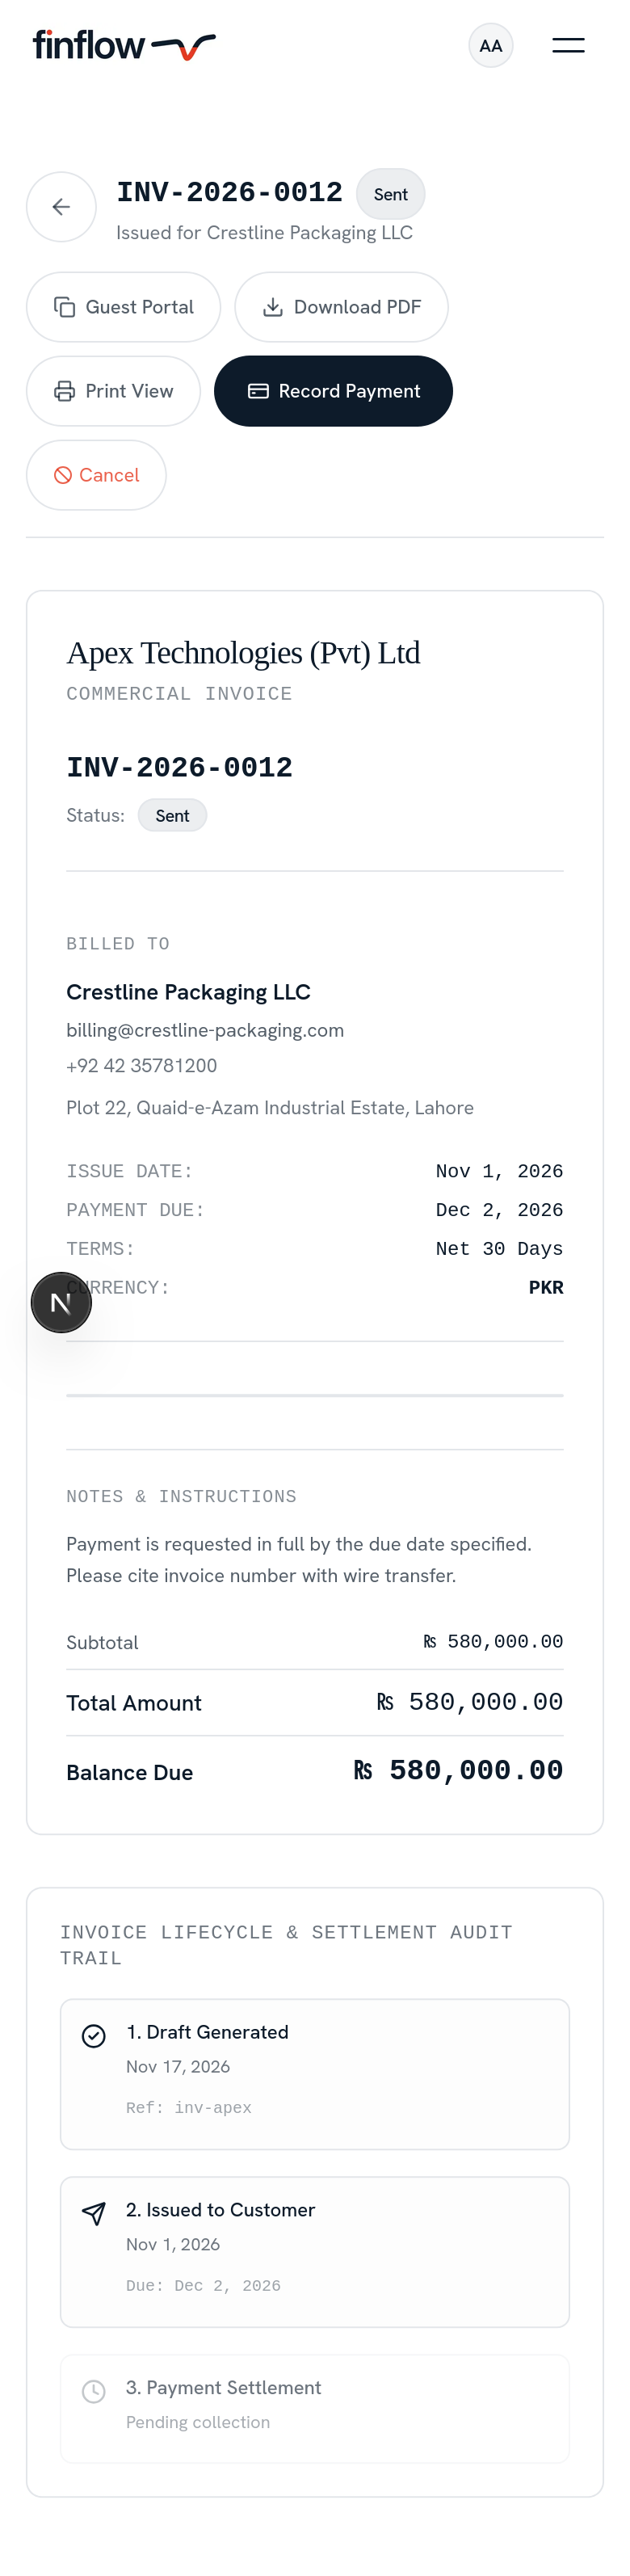 finflow
AA
INV-2026-0012
Sent
Issued for Crestline Packaging LLC
Guest Portal
Download PDF
Print View
Record Payment
Cancel
Apex Technologies (Pvt) Ltd
COMMERCIAL INVOICE
INV-2026-0012
Status: Sent
BILLED TO
Crestline Packaging LLC
billing@crestline-packaging.com
+92 42 35781200
Plot 22, Quaid-e-Azam Industrial Estate, Lahore
ISSUE DATE: Nov 1, 2026
PAYMENT DUE: Dec 2, 2026
TERMS: Net 30 Days
CURRENCY: PKR
N
NOTES & INSTRUCTIONS
Payment is requested in full by the due date specified.
Please cite invoice number with wire transfer.
Subtotal ₨ 580,000.00
Total Amount ₨ 580,000.00
Balance Due ₨ 580,000.00
INVOICE LIFECYCLE & SETTLEMENT AUDIT
TRAIL
1. Draft Generated
Nov 17, 2026
Ref: inv-apex
2. Issued to Customer
Nov 1, 2026
Due: Dec 2, 2026
3. Payment Settlement
Pending collection